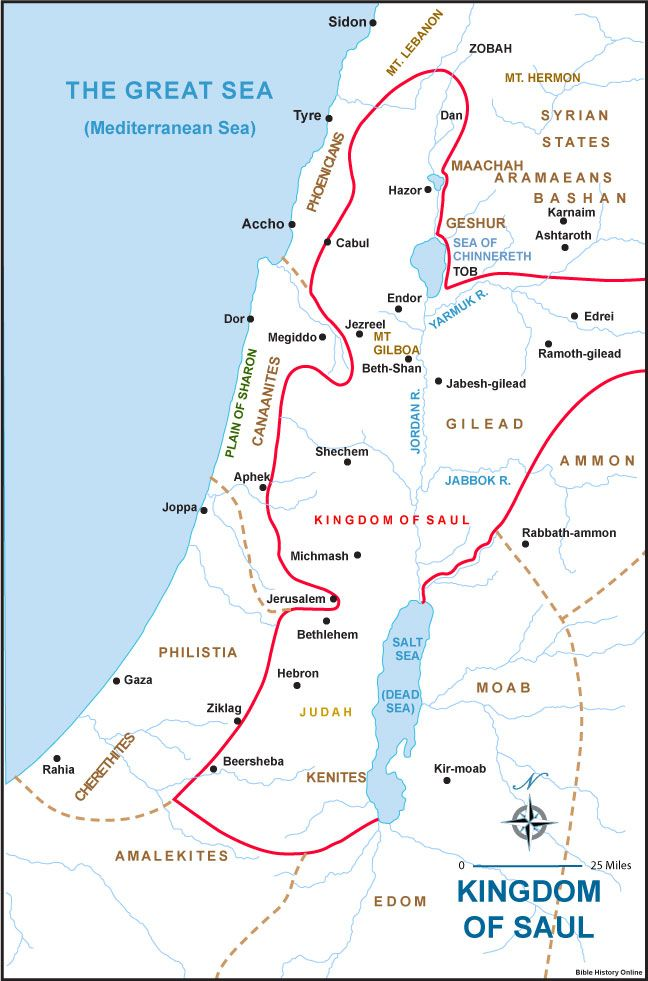 Sidon
MT. LEBANON
ZOBAH
THE GREAT SEA
(Mediterranean Sea)
MT. HERMON
Tyre
Dan
SYRIAN
STATES
PHOENICIANS
MAACHAH
ARAMAEANS
Hazor
BASHAN
Karnaim
Accho
GESHUR
Cabul
SEA OF
CHINNERETH
Ashtaroth
TOB
Endor
YARMUK R.
Dor
Jezreel
Edrei
Megiddo
MT
GILBOA
Ramoth-gilead
Beth-Shan
PLAIN OF SHARON
CANAANITES
Jabesh-gilead
JORDAN R.
GILEAD
Shechem
AMMON
Aphek
JABBOK R.
Joppa
KINGDOM OF SAUL
Rabbath-ammon
Michmash
Jerusalem
Bethlehem
PHILISTIA
SALT
SEA
Gaza
Hebron
(DEAD
SEA)
MOAB
Ziklag
JUDAH
Rahia
CHERETHITES
Beersheba
KENITES
Kir-moab
N
AMALEKITES
0 25 Miles
EDOM
KINGDOM
OF SAUL
Bible History Online